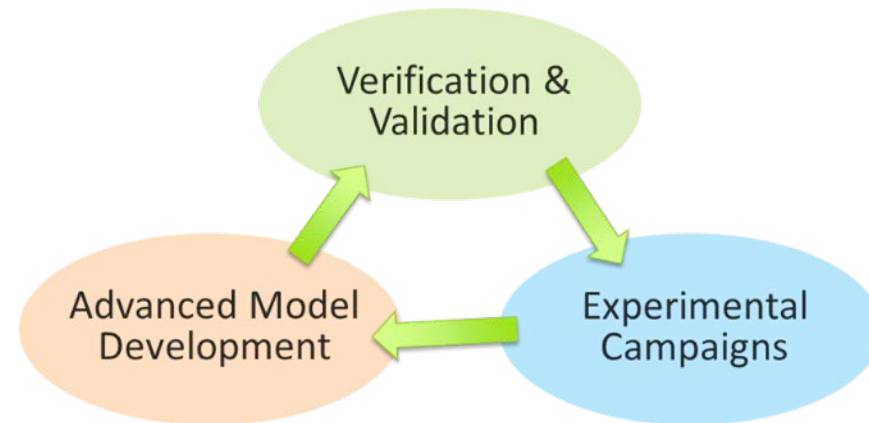 Verification &
Validation
Advanced Model
Development
Experimental
Campaigns